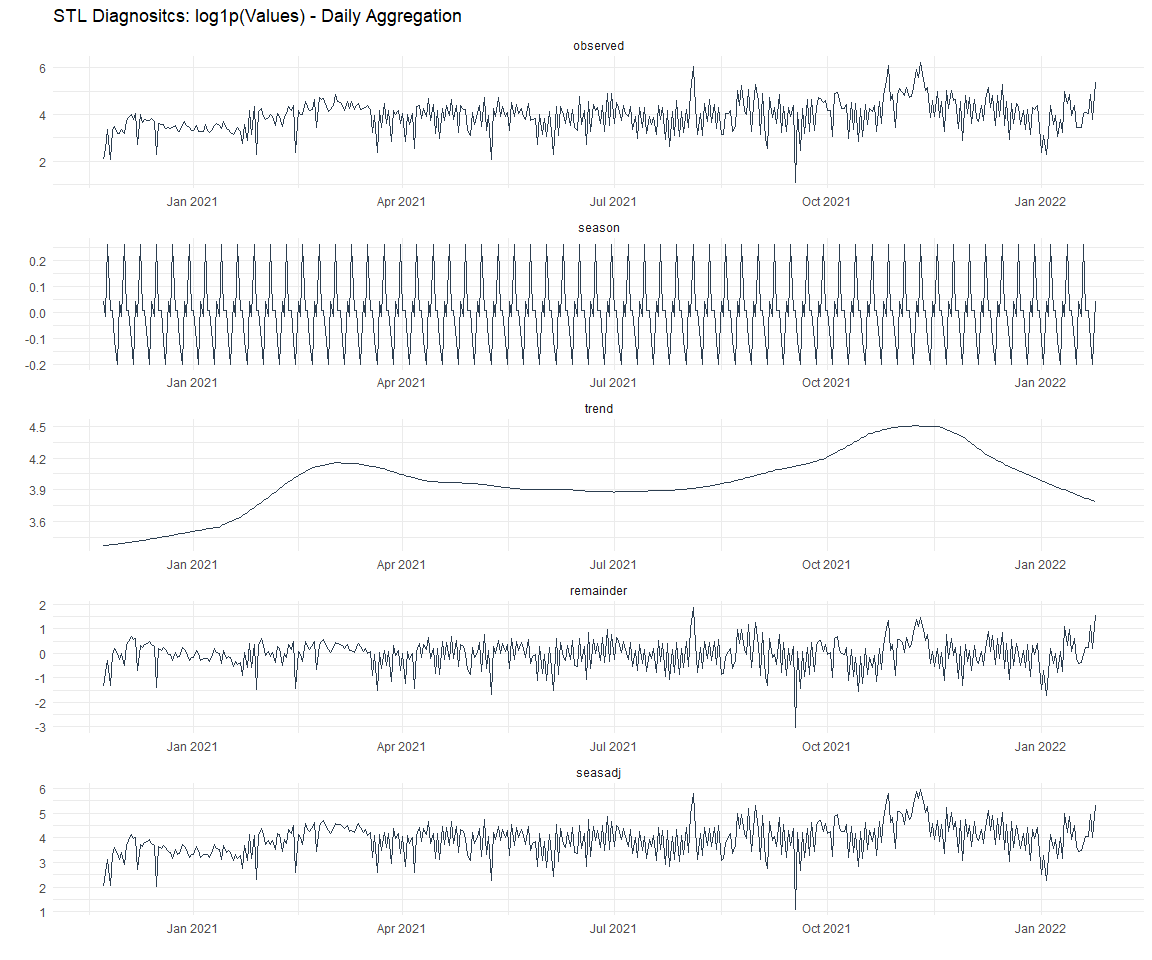 STL Diagnositcs: log1p(Values) - Daily Aggregation
observed
6
4
2
Jan 2021 Apr 2021 Jul 2021 Oct 2021 Jan 2022
season
0.2
0.1
0.0
-0.1
-0.2
Jan 2021 Apr 2021 Jul 2021 Oct 2021 Jan 2022
trend
4.5
4.2
3.9
3.6
Jan 2021 Apr 2021 Jul 2021 Oct 2021 Jan 2022
remainder
2
1
0
-1
-2
-3
Jan 2021 Apr 2021 Jul 2021 Oct 2021 Jan 2022
seasadj
6
5
4
3
2
1
Jan 2021 Apr 2021 Jul 2021 Oct 2021 Jan 2022